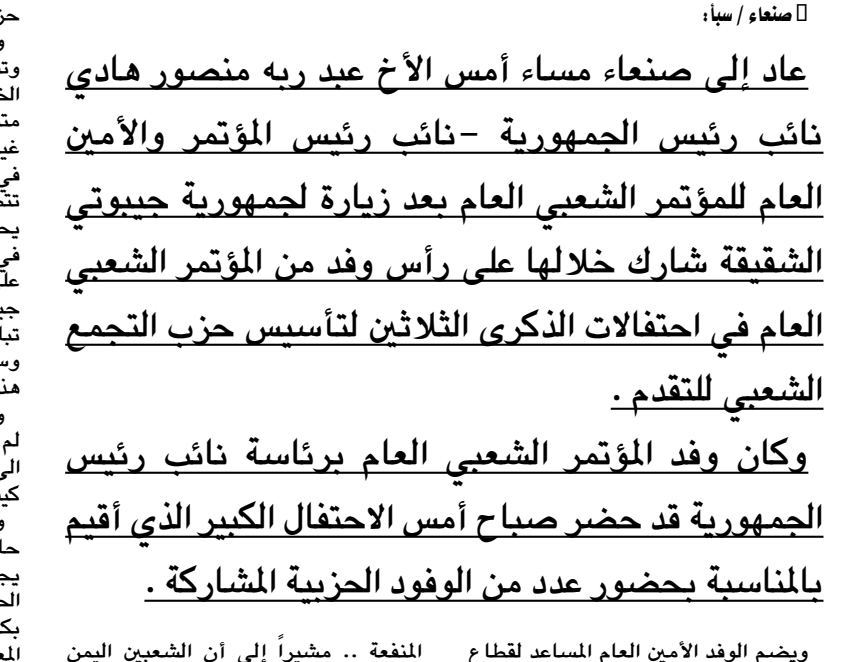 صنعاء / سبأ:
عاد إلى صنعاء مساء أمس الأخ عبد ربه منصور هادي
نائب رئيس الجمهورية –نائب رئيس المؤتمر والأمين
العام للمؤتمر الشعبي العام بعد زيارة لجمهورية جيبوتي
الشقيقة شارك خلالها على رأس وفد من المؤتمر الشعبي
العام في احتفالات الذكرى الثلاثين لتأسيس حزب التجمع
الشعبي للتقدم .
وكان وفد المؤتمر الشعبي العام برئاسة نائب رئيس
الجمهورية قد حضر صباح أمس الاحتفال الكبير الذي أقيم
بالمناسبة بحضور عدد من الوفود الحزبية المشاركة .
ويضم الوفد الأمين العام المساعد لقطاع
المنفعة .. مشيراً إلى أن الشعبين اليمن